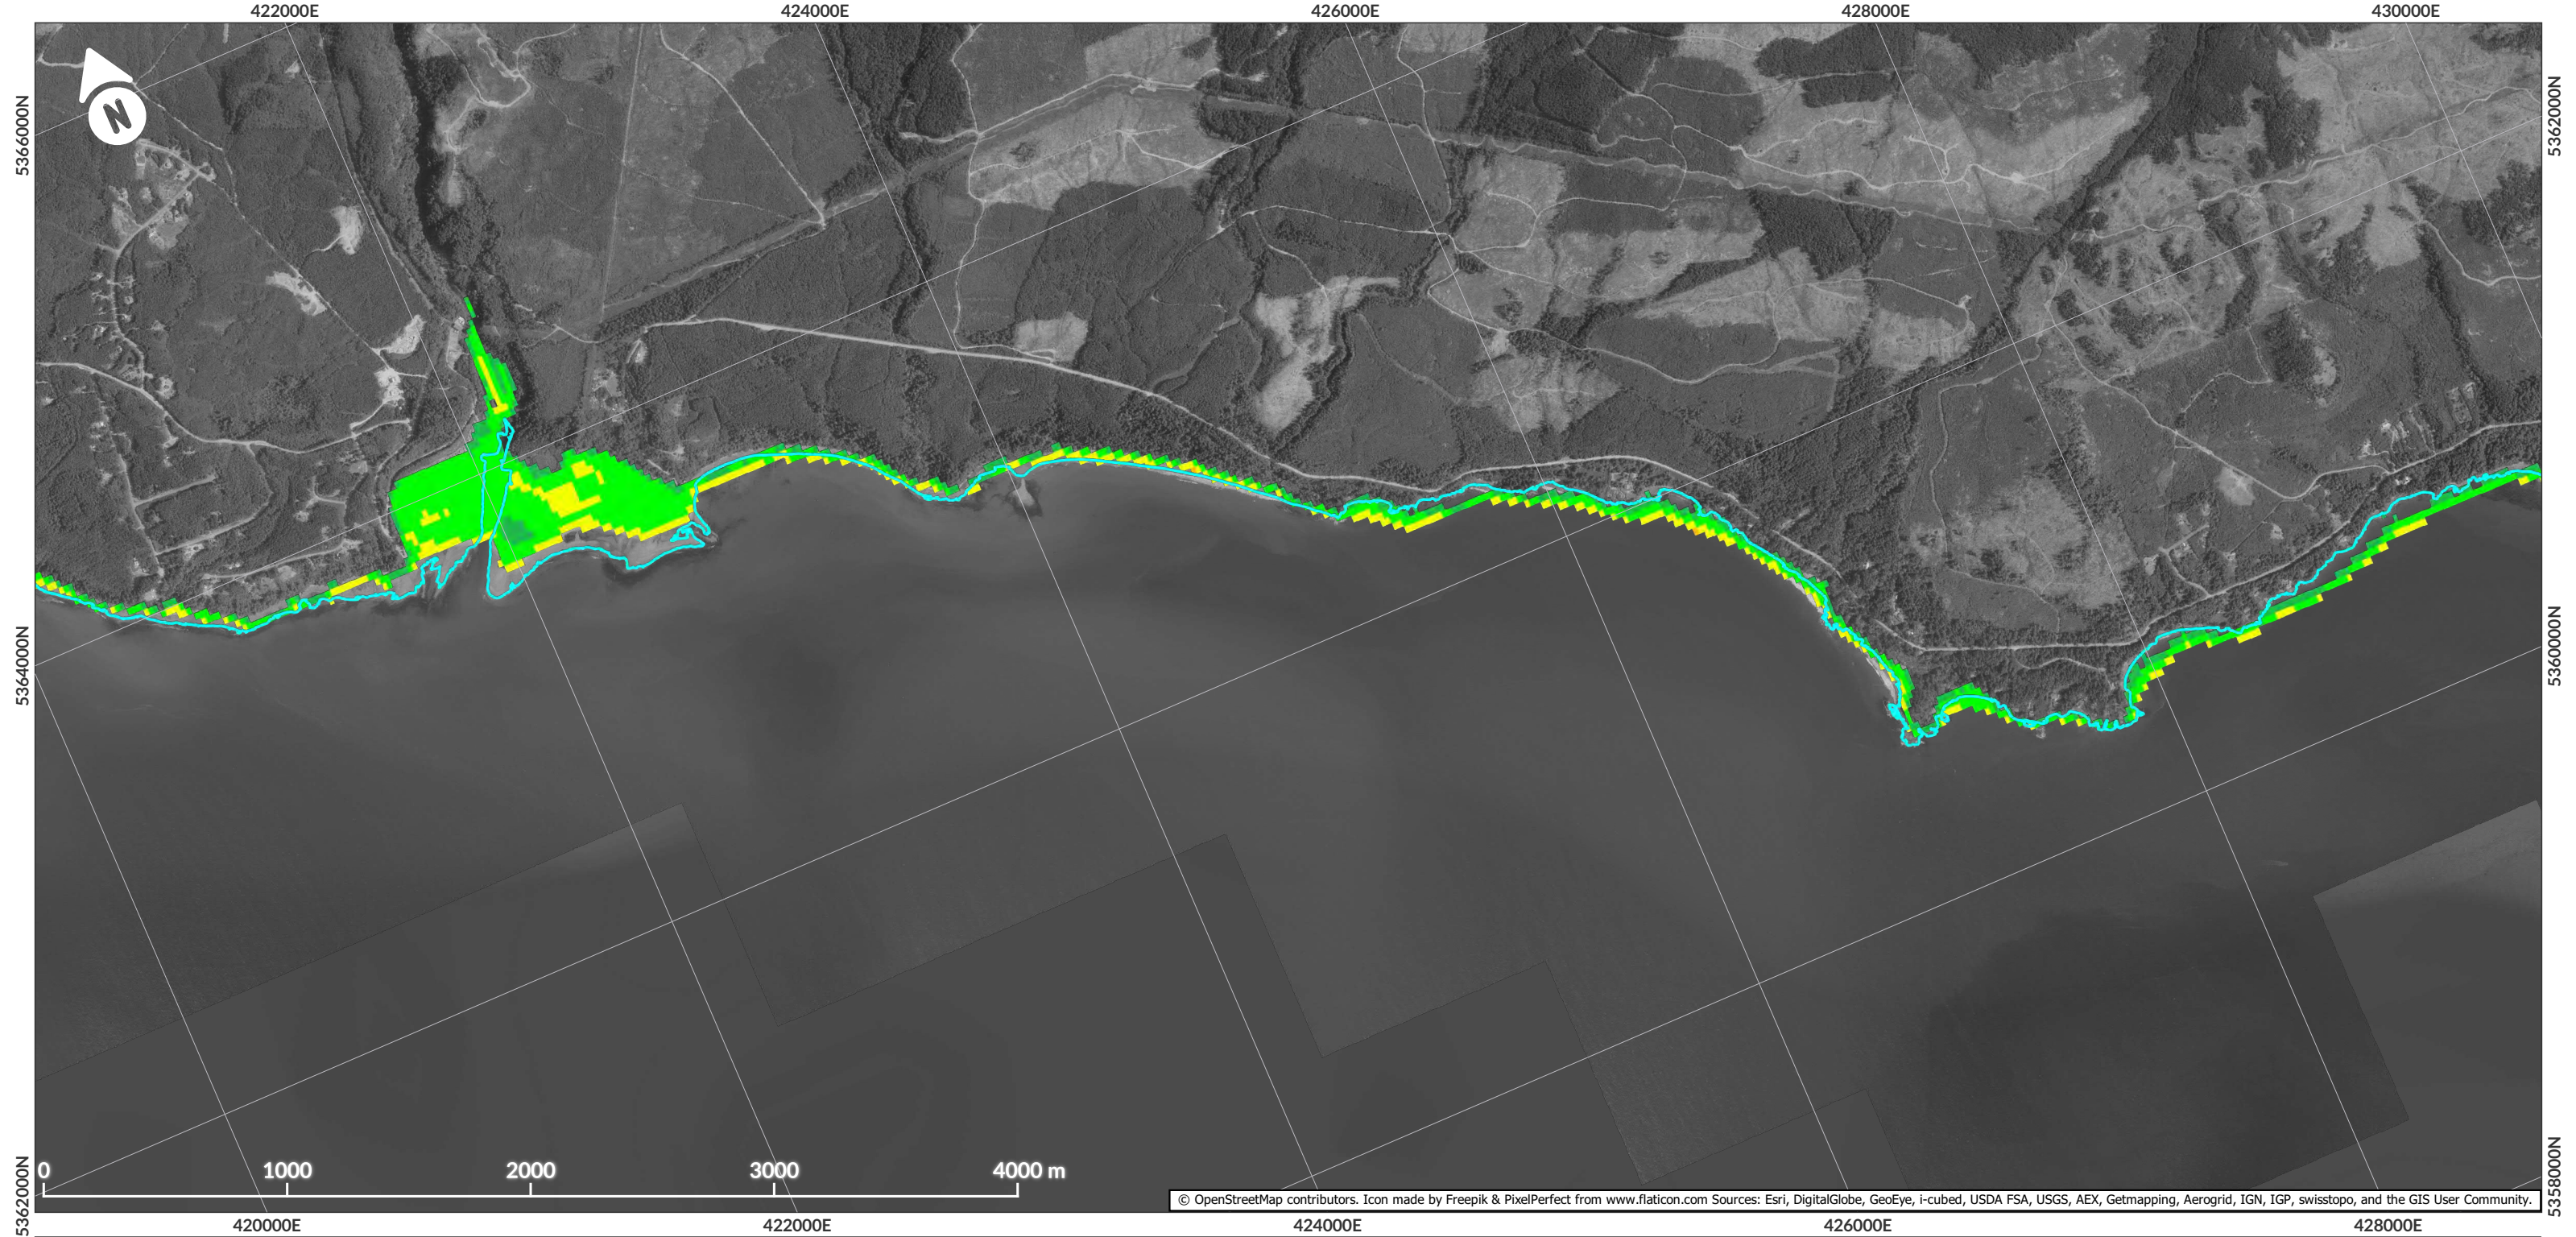 422000E
424000E
426000E
428000E
430000E
5366000N
5364000N
5362000N
5362000N
5360000N
5358000N
N
0 1000 2000 3000 4000 m
© OpenStreetMap contributors. Icon made by Freepik & PixelPerfect from www.flaticon.com Sources: Esri, DigitalGlobe, GeoEye, i-cubed, USDA FSA, USGS, AEX, Getmapping, Aerogrid, IGN, IGP, swisstopo, and the GIS User Community.
420000E
422000E
424000E
426000E
428000E